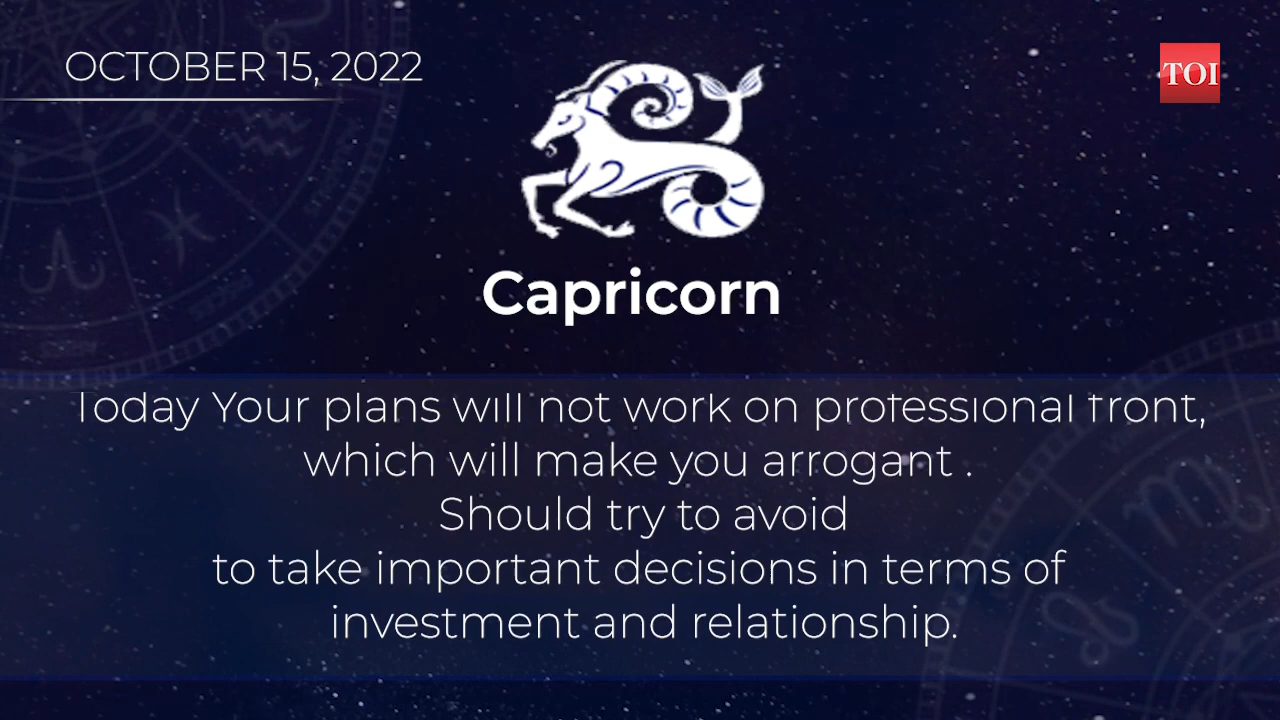 OCTOBER 15, 2022
TOI
Capricorn
Today Your plans will not work on professional front,
which will make you arrogant .
Should try to avoid
to take important decisions in terms of
investment and relationship.